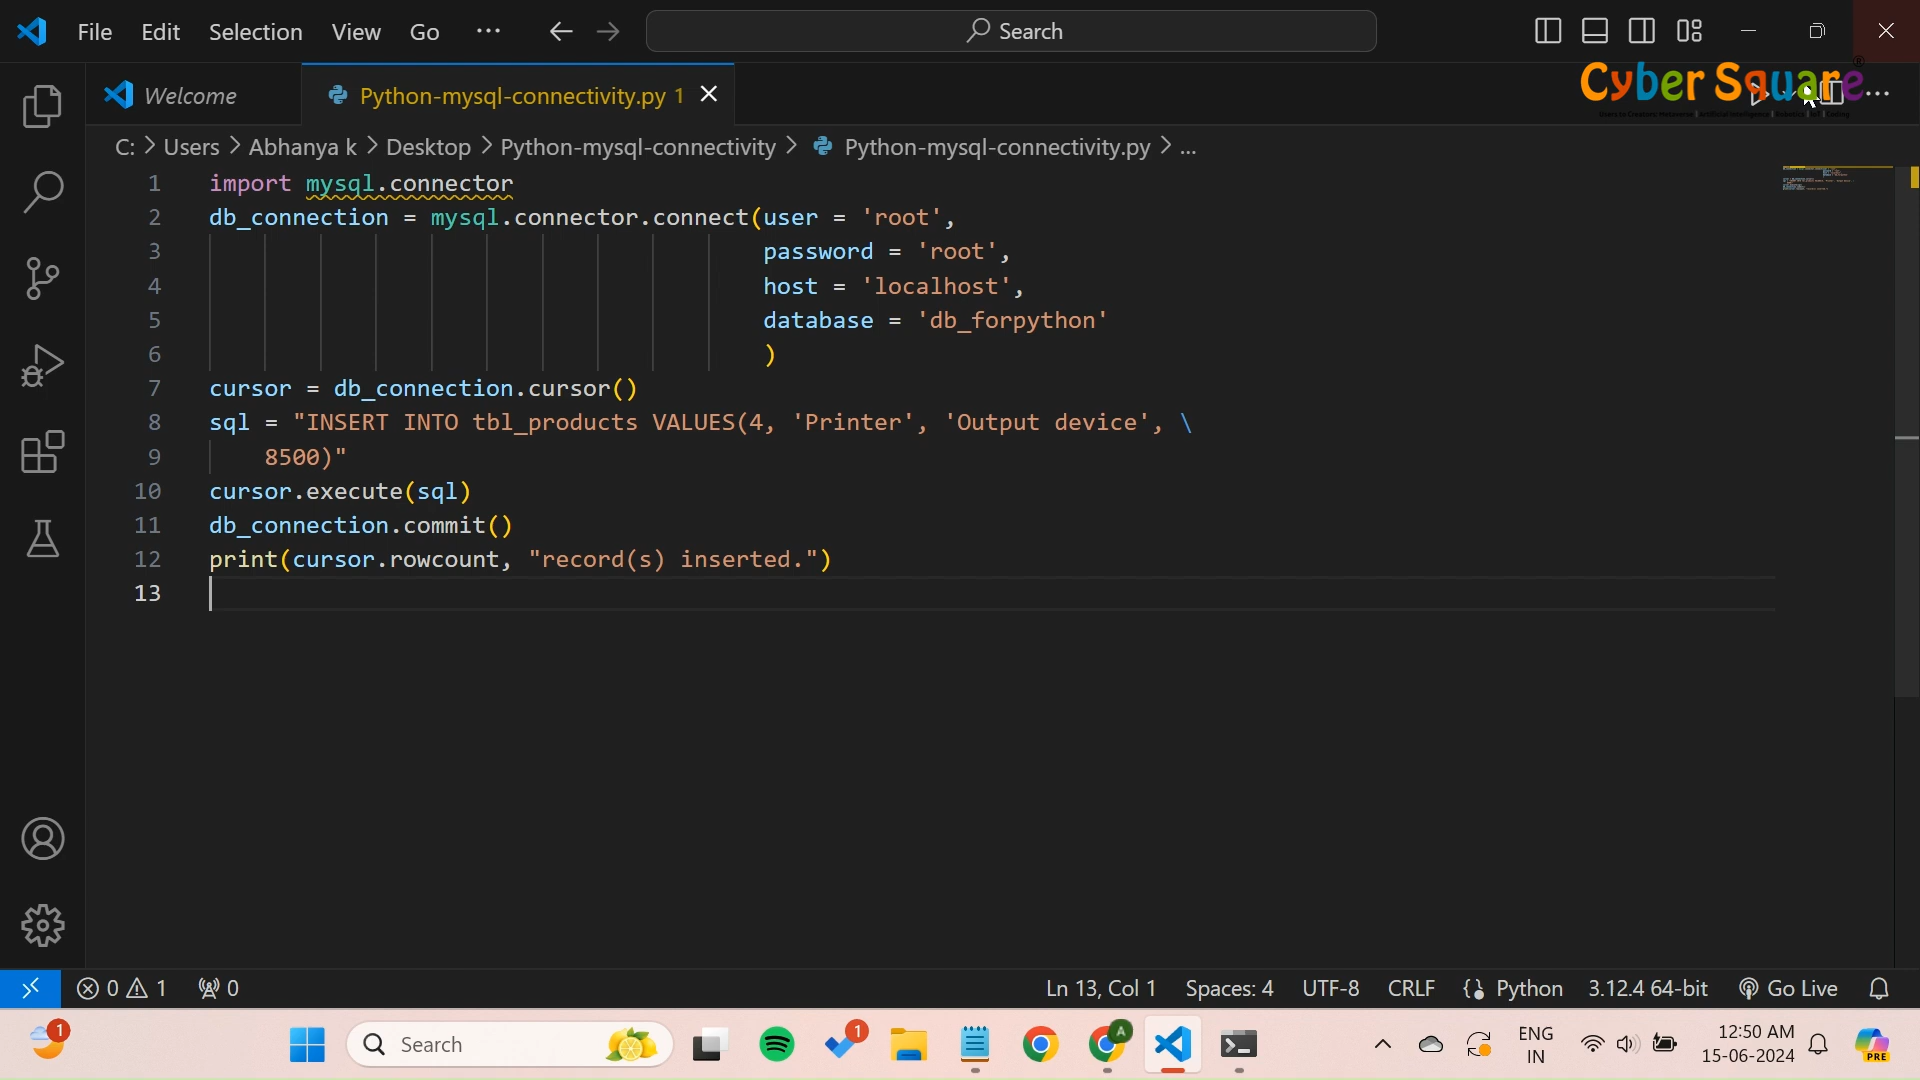 File Edit Selection View Go ··· Search
Cyber Square®
Welcome Python-mysql-connectivity.py 1
C: > Users > Abhanya k > Desktop > Python-mysql-connectivity > Python-mysql-connectivity.py > ...
1 import mysql.connector
2 db_connection = mysql.connector.connect(user = 'root',
3 password = 'root',
4 host = 'localhost',
5 database = 'db_forpython'
6 )
7 cursor = db_connection.cursor()
8 sql = "INSERT INTO tbl_products VALUES(4, 'Printer', 'Output device', \
9 8500)"
10 cursor.execute(sql)
11 db_connection.commit()
12 print(cursor.rowcount, "record(s) inserted.")
13
0 1 0 Ln 13, Col 1 Spaces: 4 UTF-8 CRLF {} Python 3.12.4 64-bit Go Live
1 Search 1 A ENG 12:50 AM
IN 15-06-2024 PRE